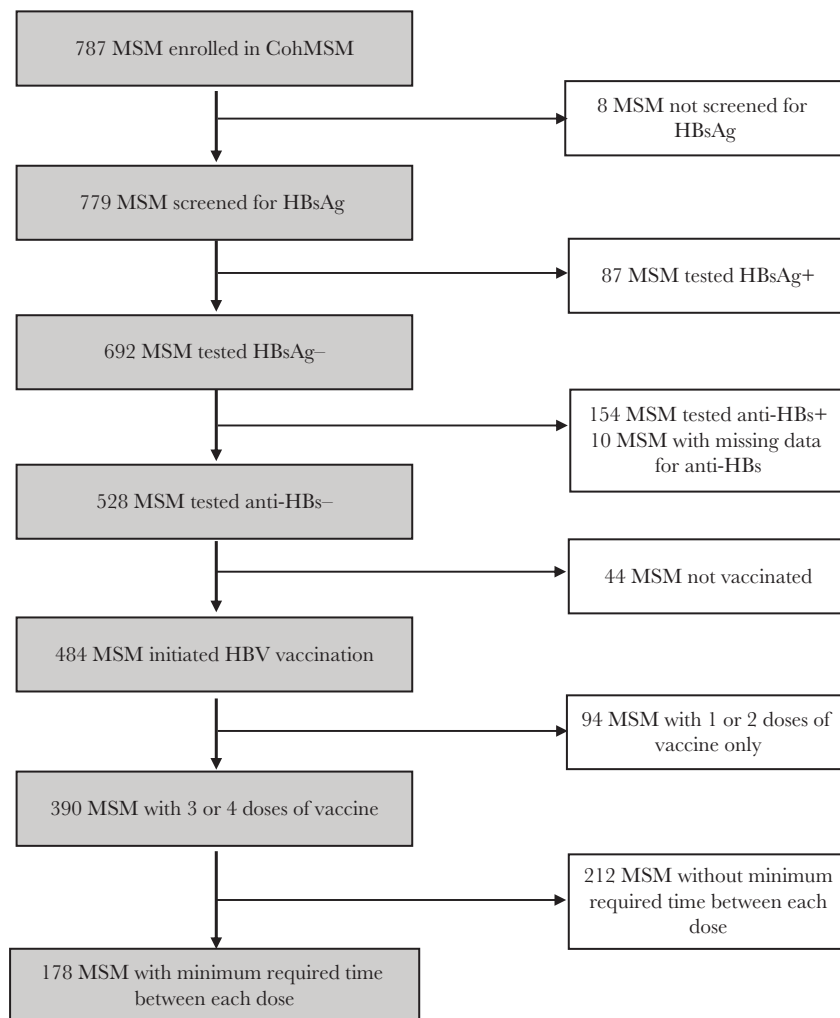 787 MSM enrolled in CohMSM
8 MSM not screened for
HBsAg
779 MSM screened for HBsAg
87 MSM tested HBsAg+
692 MSM tested HBsAg–
154 MSM tested anti-HBs+
10 MSM with missing data
for anti-HBs
528 MSM tested anti-HBs–
44 MSM not vaccinated
484 MSM initiated HBV vaccination
94 MSM with 1 or 2 doses of
vaccine only
390 MSM with 3 or 4 doses of vaccine
212 MSM without minimum
required time between each
dose
178 MSM with minimum required time
between each dose